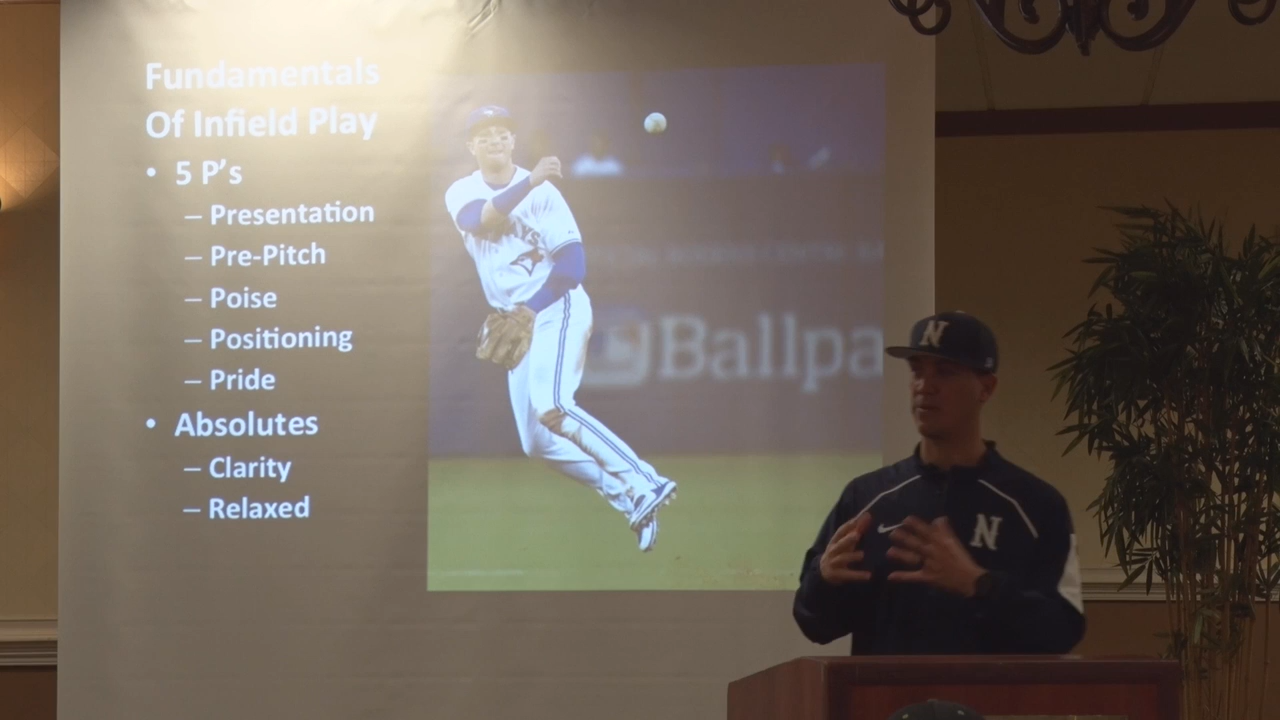 Fundamentals
Of Infield Play
• 5 P's
– Presentation
– Pre-Pitch
– Poise
– Positioning
– Pride
• Absolutes
– Clarity
– Relaxed
Ballpa
N
N